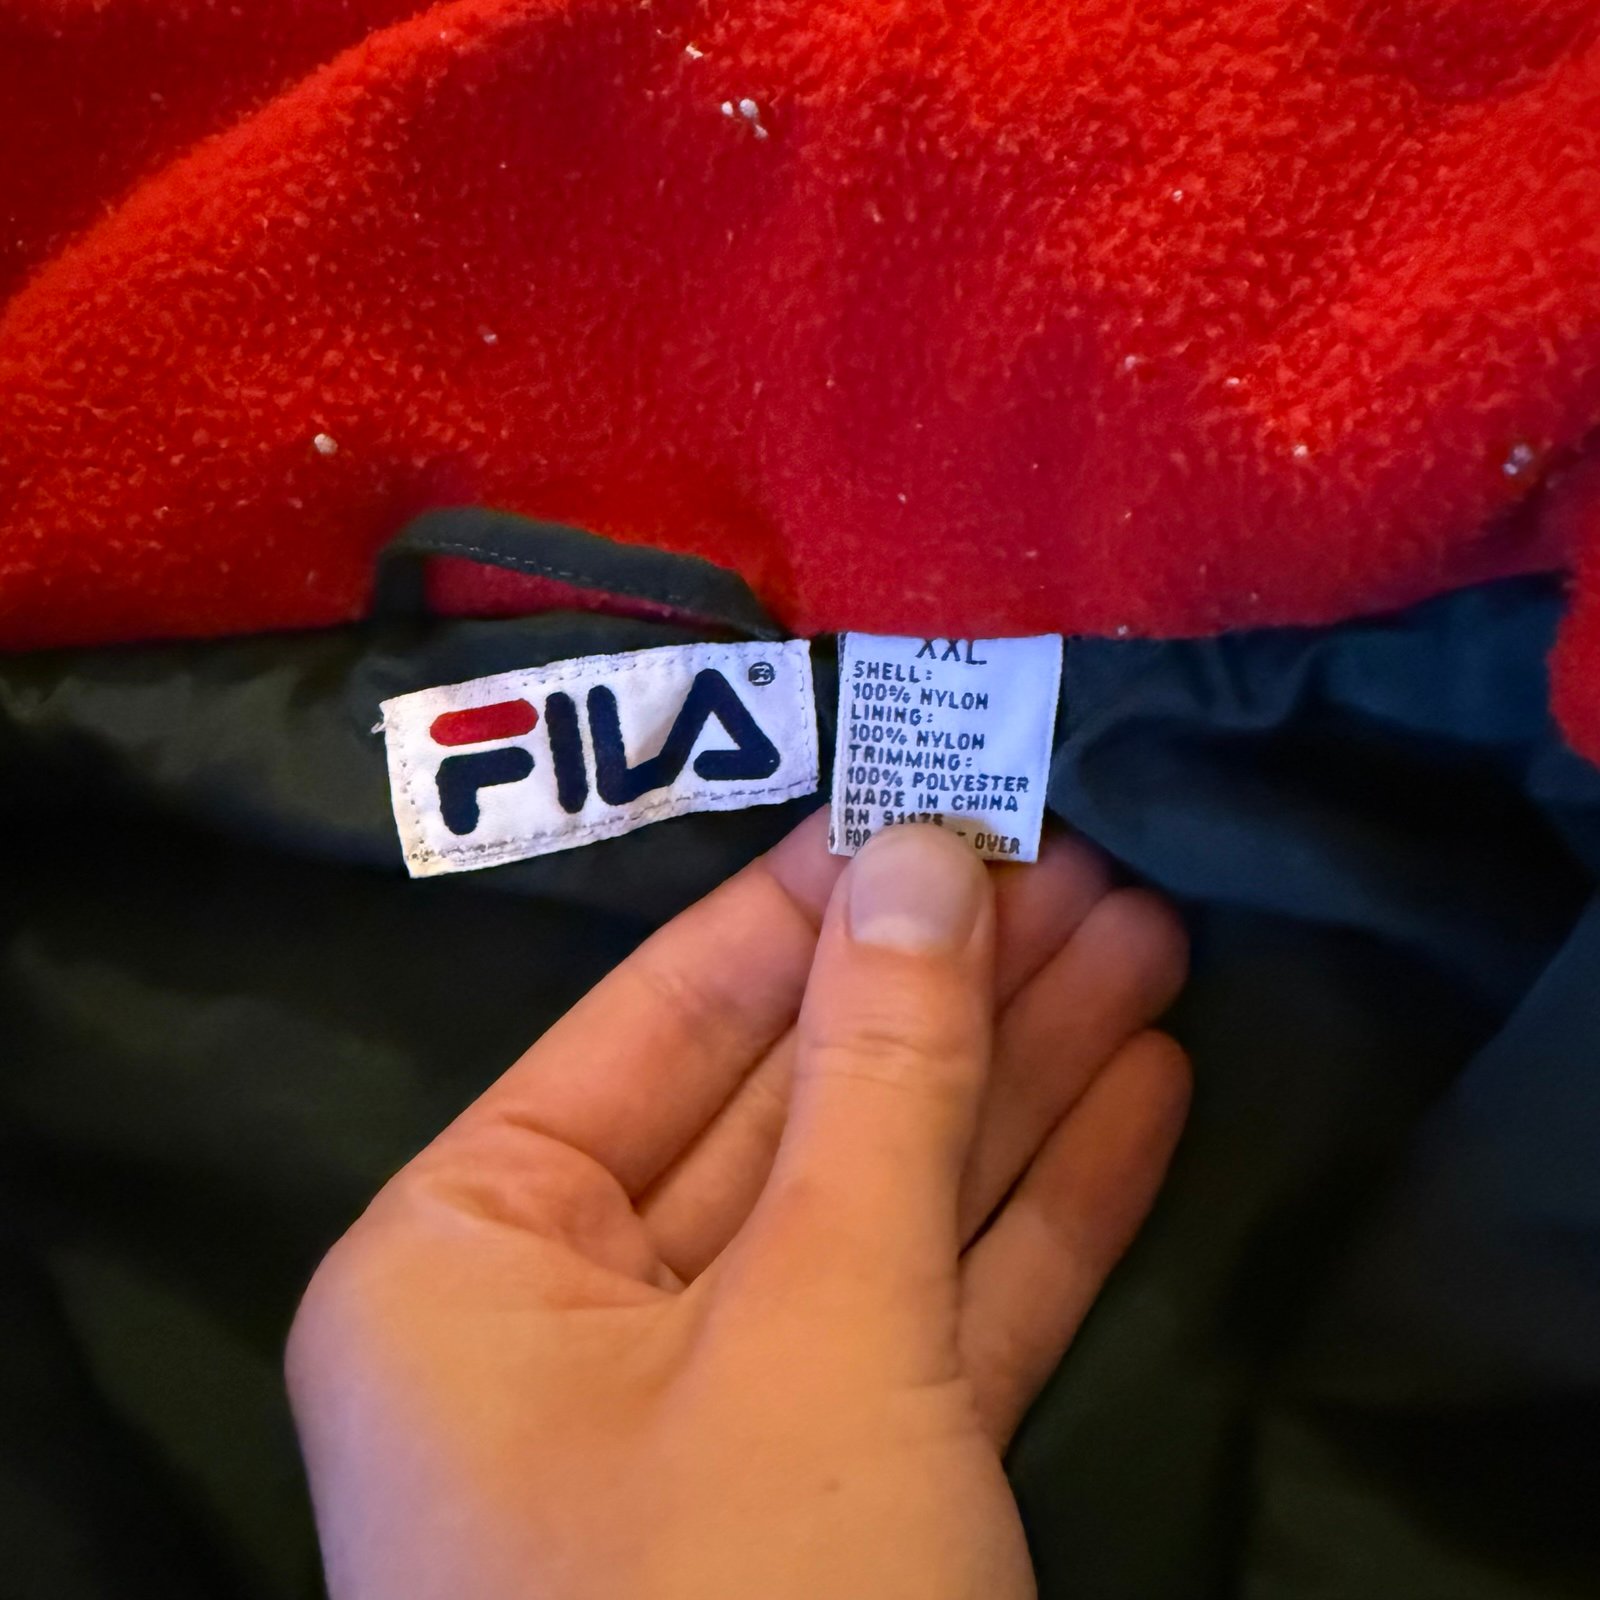 FILA®
XXL
SHELL:
100% NYLON
LINING:
100% NYLON
TRIMMING:
100% POLYESTER
MADE IN CHINA
RN 91175
OVER